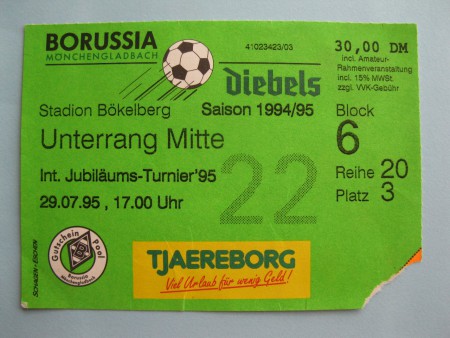 BORUSSIA
MÖNCHENGLADBACH
41023423/03
30,00 DM
incl. Amateur-
Rahmenveranstaltung
incl. 15% MWSt.
zzgl. VVK-Gebühr
Diebels
Stadion Bökelberg
Saison 1994/95
Block
6
Unterrang Mitte
22
Int. Jubiläums-Turnier'95
Reihe 20
29.07.95 , 17.00 Uhr
Platz 3
Gutschein Pool
Borussia
Mönchengladbach
TJAEREBORG
Viel Urlaub für wenig Geld!